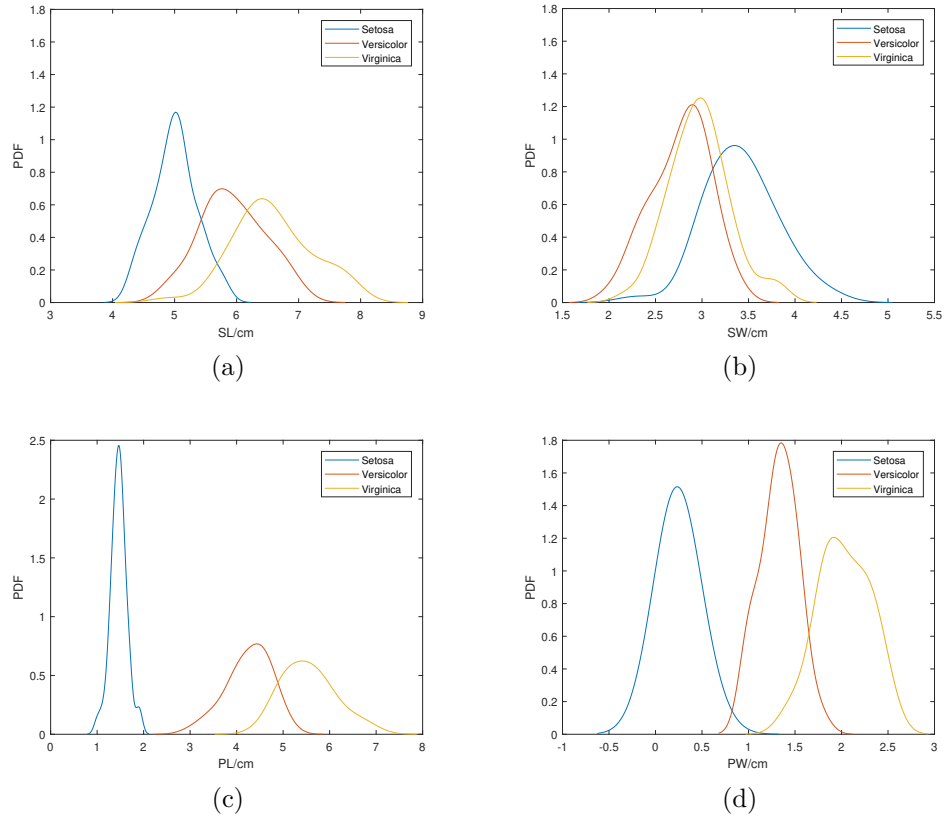 1.8
1.6
1.4
1.2
1
0.8
0.6
0.4
0.2
0
PDF
Setosa
Versicolor
Virginica
3 4 5 6 7 8 9
SL/cm
(a)
1.8
1.6
1.4
1.2
1
0.8
0.6
0.4
0.2
0
PDF
Setosa
Versicolor
Virginica
1.5 2 2.5 3 3.5 4 4.5 5 5.5
SW/cm
(b)
2.5
2
1.5
1
0.5
0
PDF
Setosa
Versicolor
Virginica
0 1 2 3 4 5 6 7 8
PL/cm
(c)
1.8
1.6
1.4
1.2
1
0.8
0.6
0.4
0.2
0
PDF
Setosa
Versicolor
Virginica
-1 -0.5 0 0.5 1 1.5 2 2.5 3
PW/cm
(d)